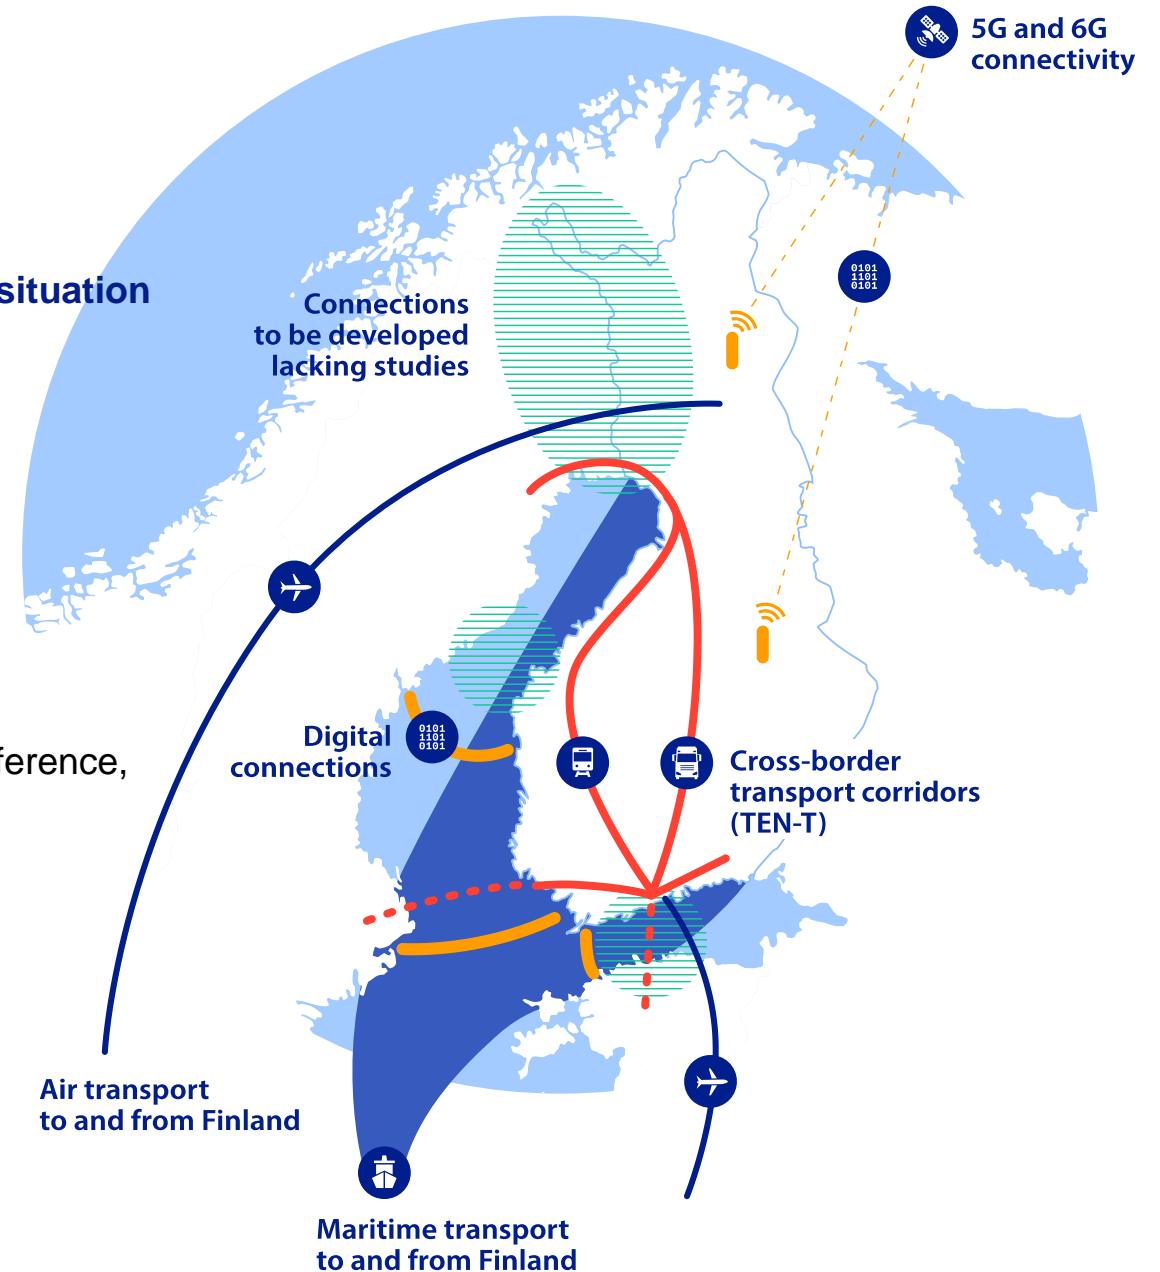 5G and 6G
connectivity
0101
1101
0101
situation
Connections
to be developed
lacking studies
Digital
connections
0101
1101
0101
ference,
Cross-border
transport corridors
(TEN-T)
Air transport
to and from Finland
Maritime transport
to and from Finland